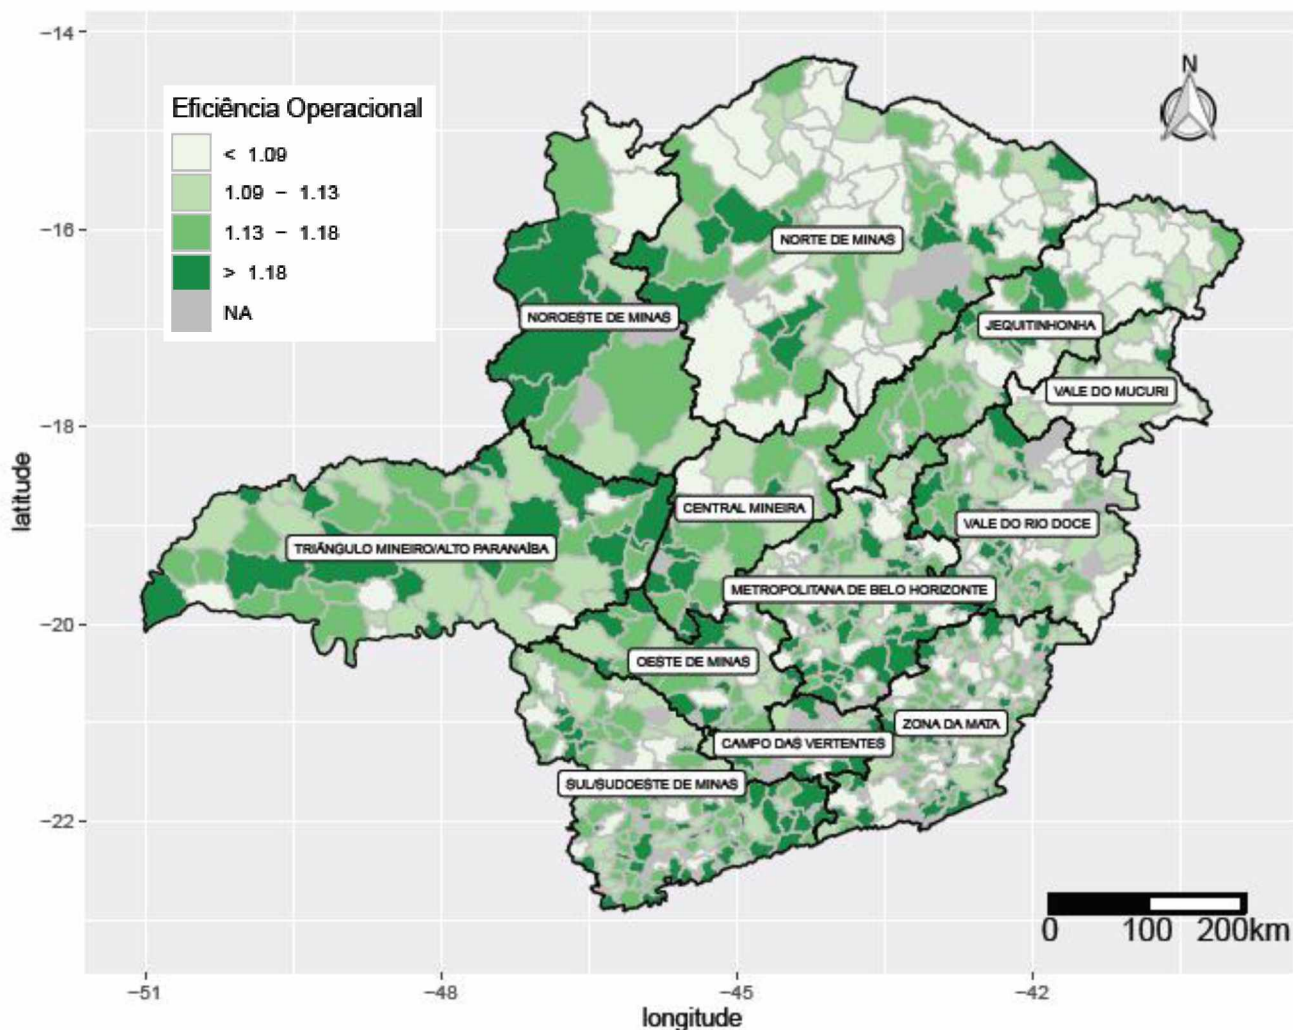 −14
−16
−18
−20
−22
latitude
Eficiência Operacional
< 1.09
1.09 − 1.13
1.13 − 1.18
> 1.18
NA
N
NORTE DE MINAS
NOROESTE DE MINAS
JEQUITINHONHA
VALE DO MUCURI
CENTRAL MINEIRA
VALE DO RIO DOCE
TRIÂNGULO MINEIRO/ALTO PARANAÍBA
METROPOLITANA DE BELO HORIZONTE
OESTE DE MINAS
ZONA DA MATA
CAMPO DAS VERTENTES
SUL/SUDOESTE DE MINAS
0 100 200km
−51 −48 −45 −42
longitude